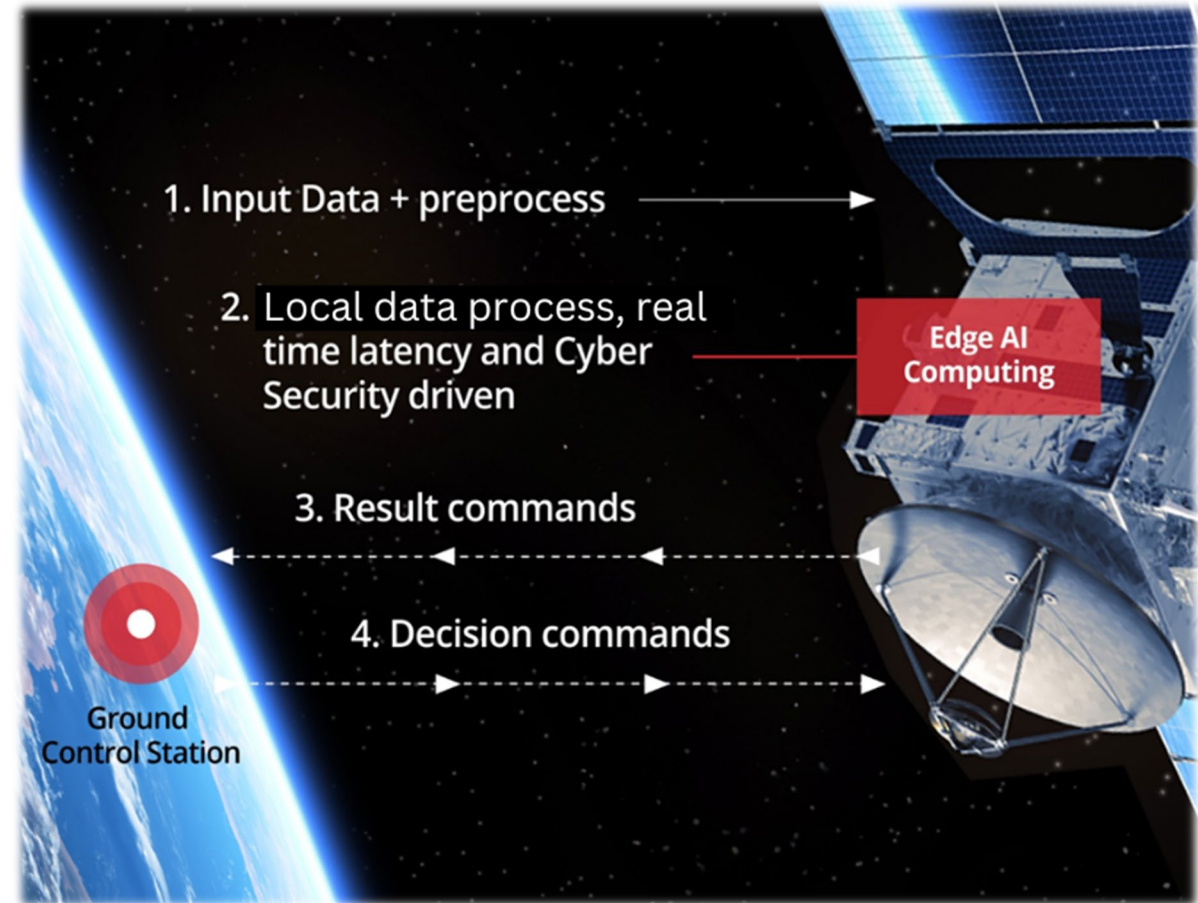 1. Input Data + preprocess
2. Local data process, real
time latency and Cyber
Security driven
Edge AI
Computing
3. Result commands
4. Decision commands
Ground
Control Station